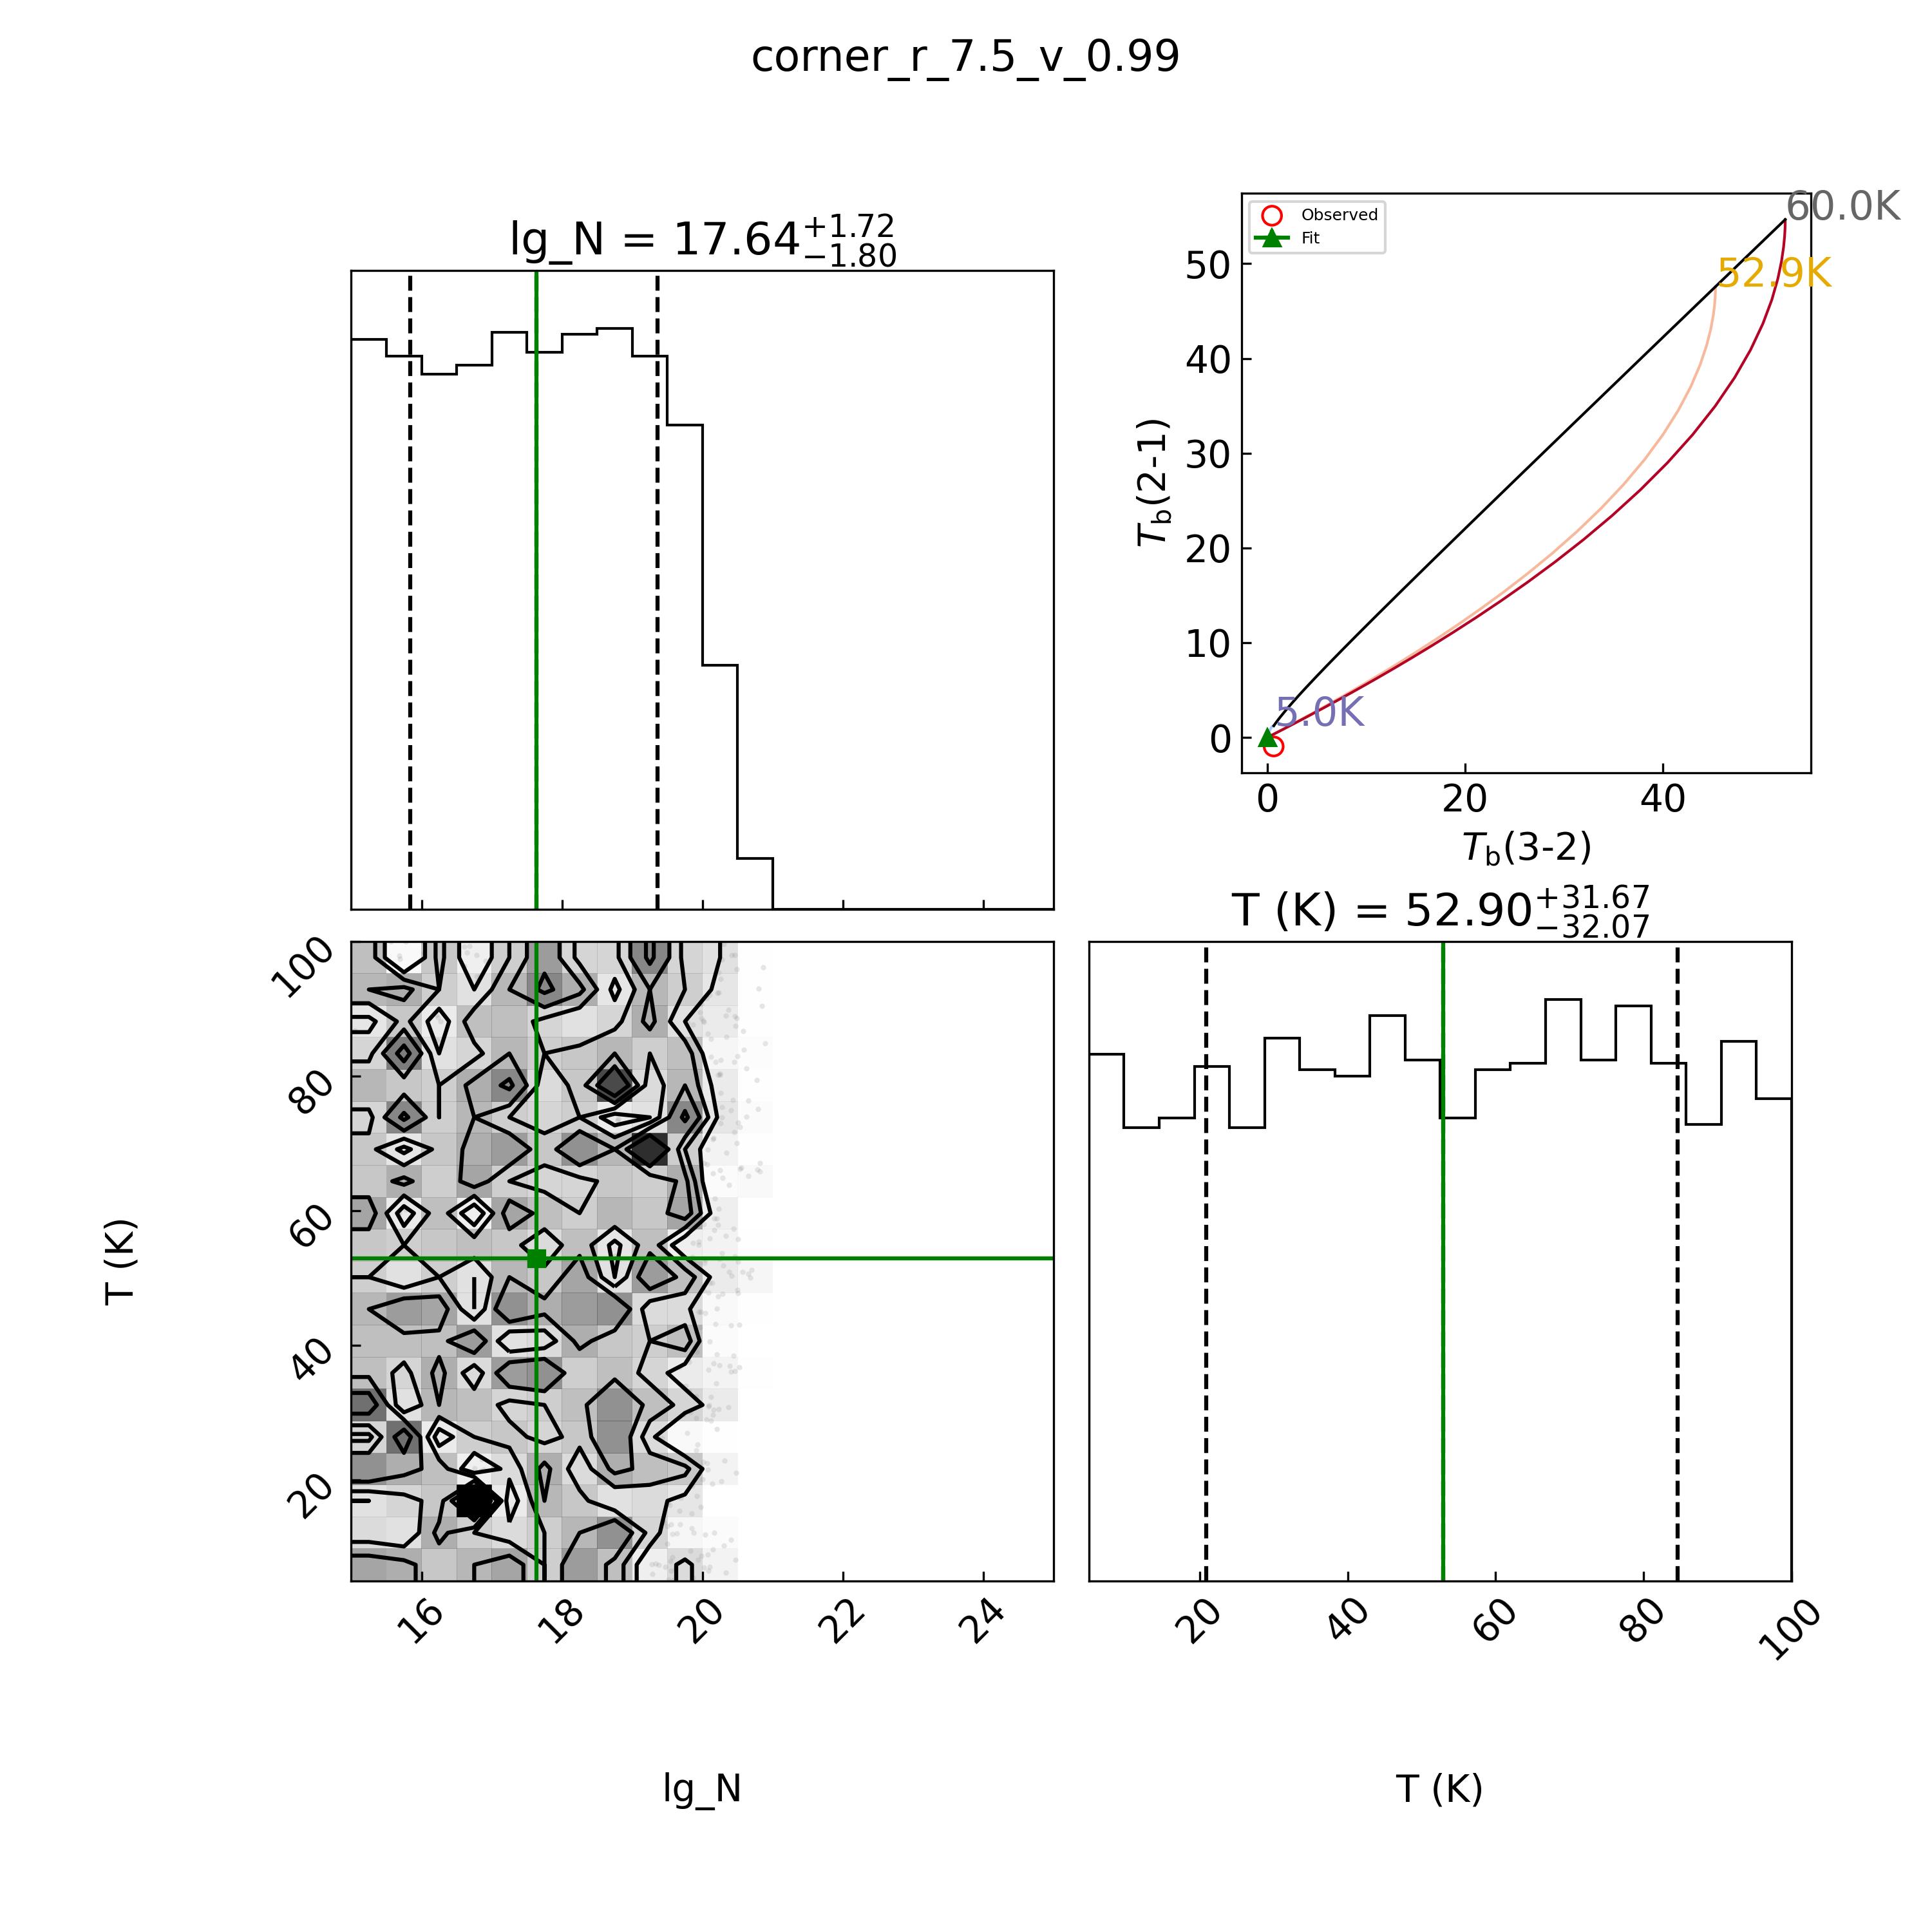 corner_r_7.5_v_0.99
lg_N = 17.64+1.72−1.80
Observed
Fit
60.0K
52.9K
5.0K
50
40
30
20
10
0
Tb(2-1)
0 20 40
Tb(3-2)
T (K) = 52.90+31.67−32.07
100
80
60
40
20
T (K)
16 18 20 22 24
lg_N
20 40 60 80 100
T (K)